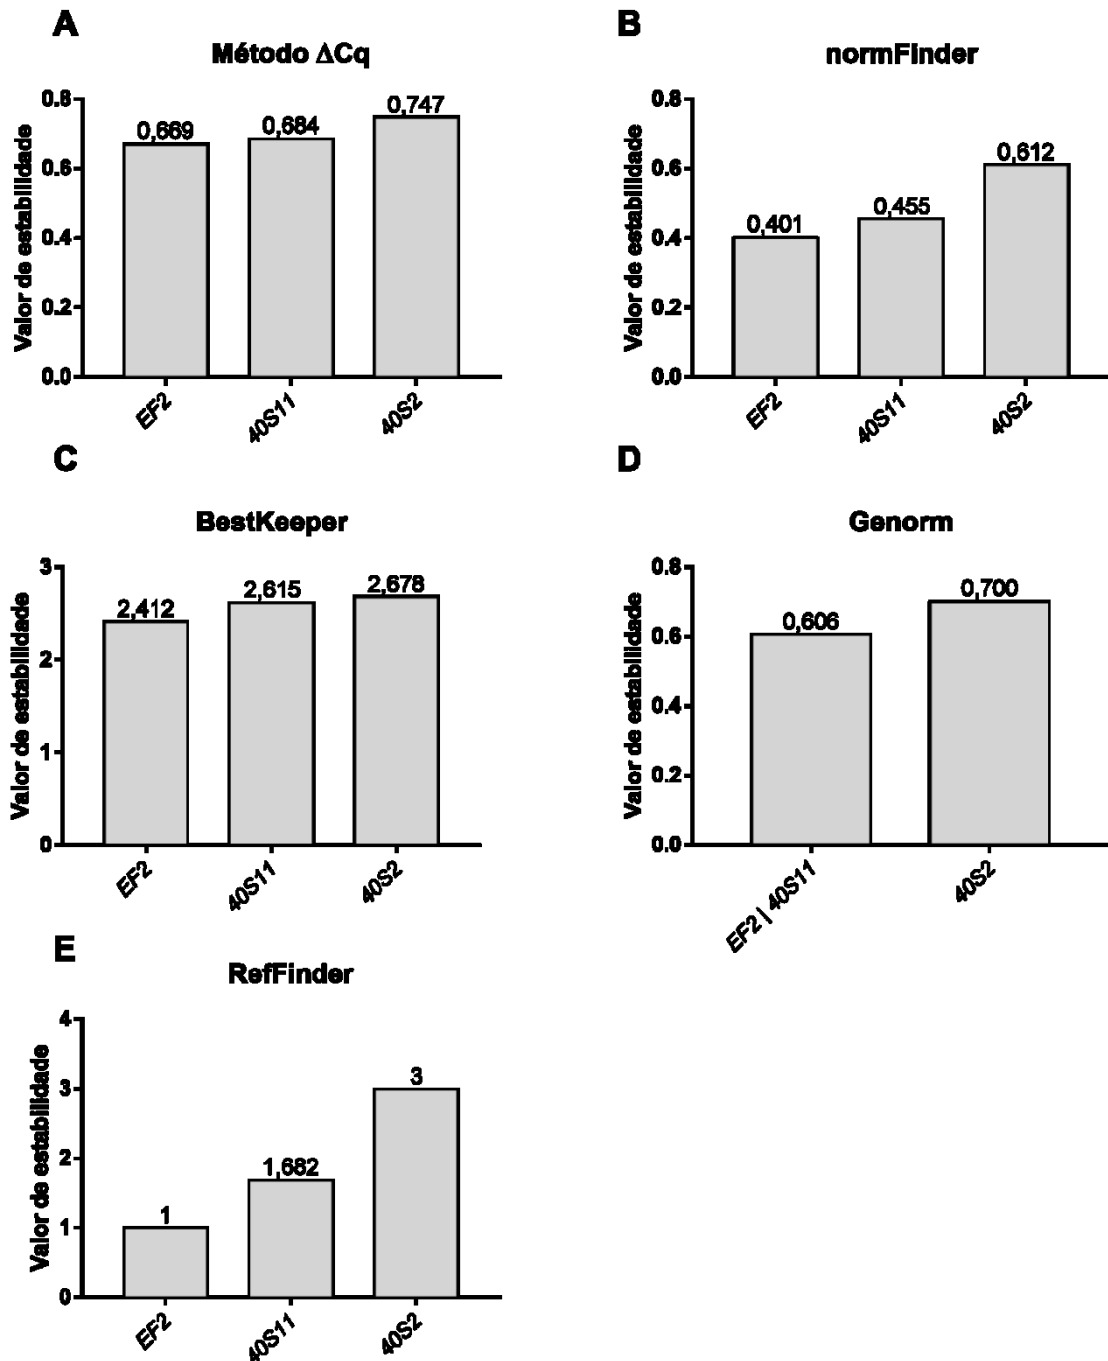 A
Método ΔCq
Valor de estabilidade
0.8
0.6
0.4
0.2
0.0
0,669
0,684
0,747
EF2
40S11
40S2
B
normFinder
Valor de estabilidade
0.8
0.6
0.4
0.2
0.0
0,401
0,455
0,612
EF2
40S11
40S2
C
BestKeeper
Valor de estabilidade
3
2
1
0
2,412
2,615
2,678
EF2
40S11
40S2
D
Genorm
Valor de estabilidade
0.8
0.6
0.4
0.2
0.0
0,606
0,700
EF2 | 40S11
40S2
E
RefFinder
Valor de estabilidade
4
3
2
1
0
1
1,682
3
EF2
40S11
40S2